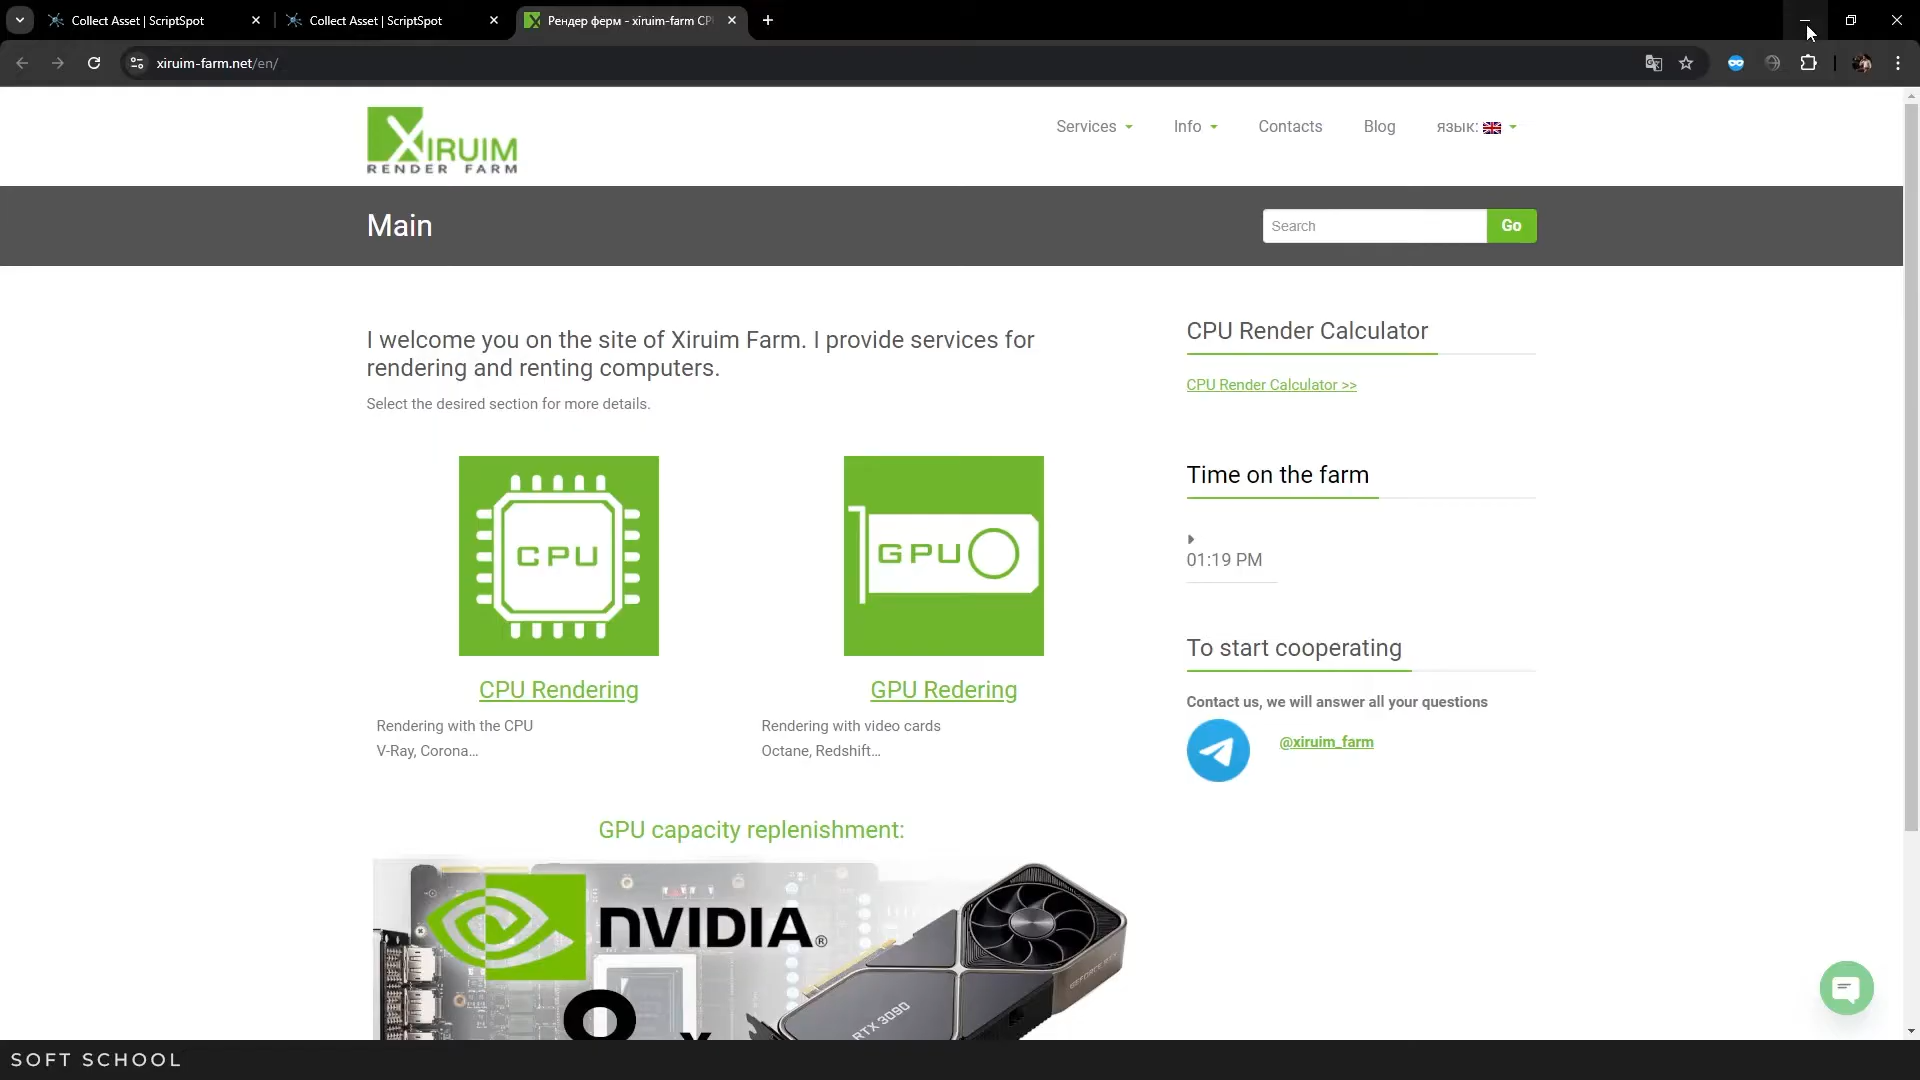 Collect Asset | ScriptSpot
Collect Asset | ScriptSpot
Рендер ферм - xiruim-farm CP
xiruim-farm.net/en/
XIRUIM
RENDER FARM
Services
Info
Contacts
Blog
язык:
Main
Search
Go
I welcome you on the site of Xiruim Farm. I provide services for
rendering and renting computers.
Select the desired section for more details.
CPU
GPU
CPU Rendering
GPU Redering
Rendering with the CPU
V-Ray, Corona...
Rendering with video cards
Octane, Redshift...
GPU capacity replenishment:
NVIDIA®
8 x
RTX 3090
GEFORCE RTX
CPU Render Calculator
CPU Render Calculator >>
Time on the farm
01:19 PM
To start cooperating
Contact us, we will answer all your questions
@xiruim_farm
SOFT SCHOOL